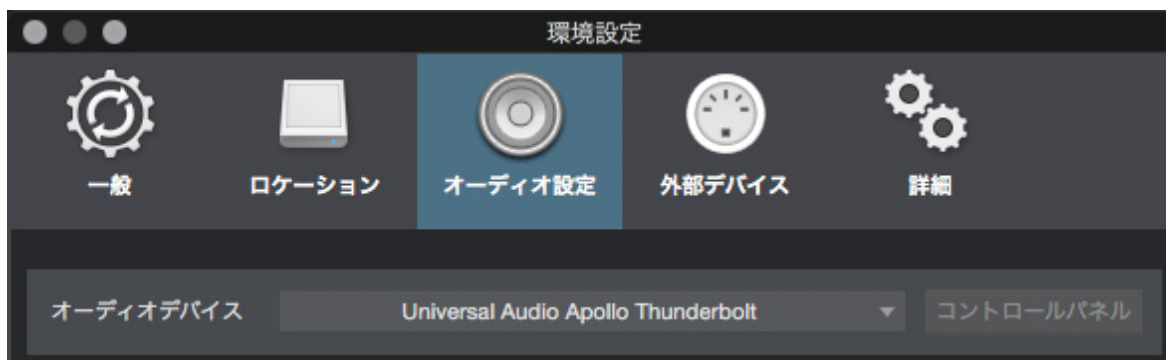 環境設定
一般 ロケーション オーディオ設定 外部デバイス 詳細
オーディオデバイス Universal Audio Apollo Thunderbolt コントロールパネル